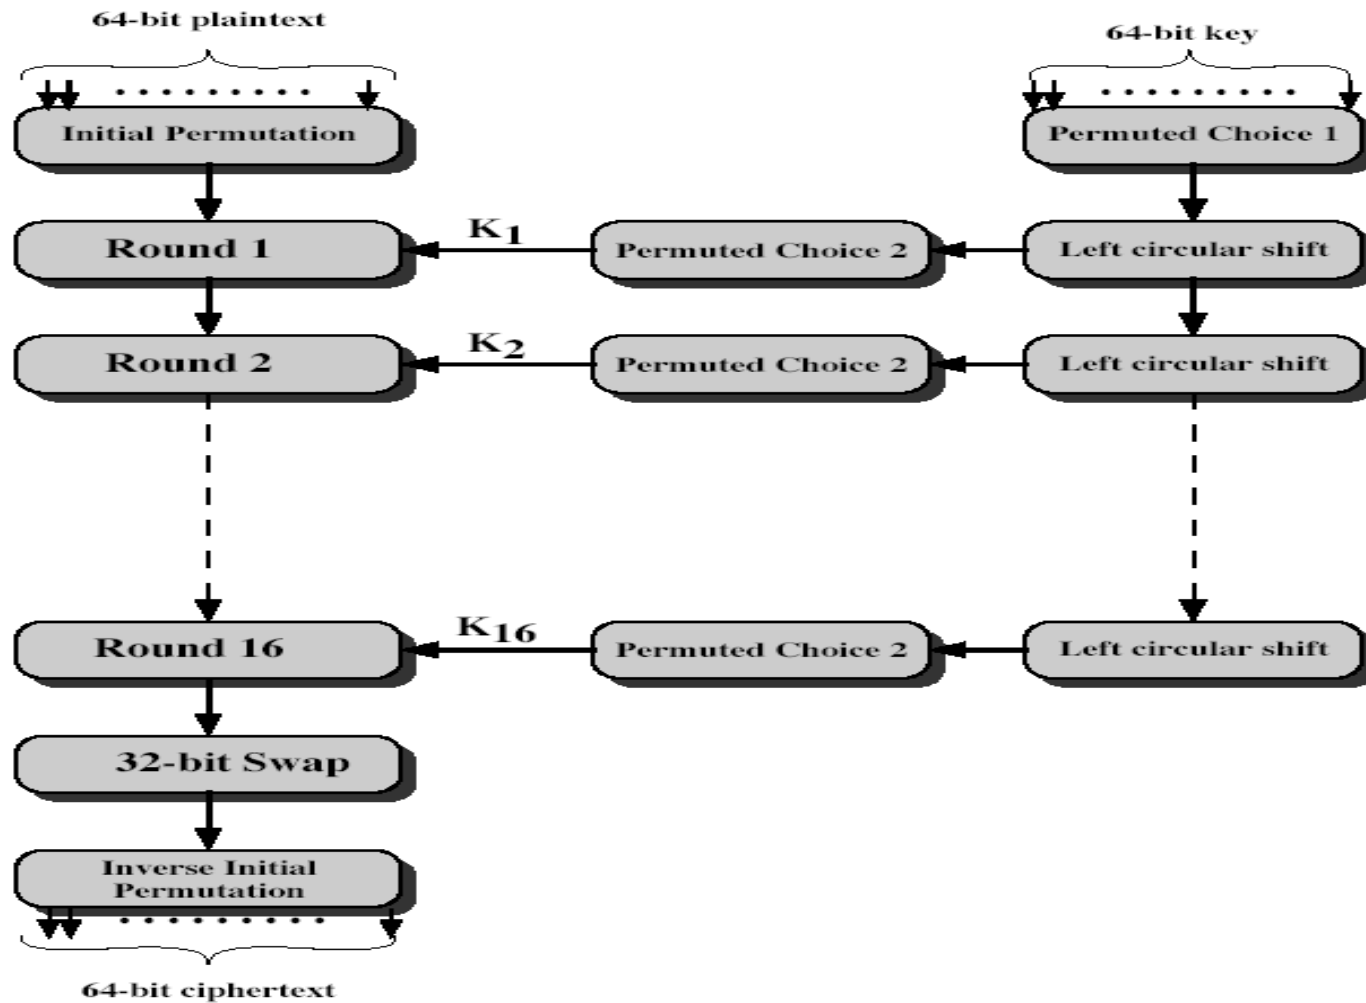 64-bit plaintext
64-bit key
Initial Permutation
Permuted Choice 1
Round 1
K1
Permuted Choice 2
Left circular shift
Round 2
K2
Permuted Choice 2
Left circular shift
Round 16
K16
Permuted Choice 2
Left circular shift
32-bit Swap
Inverse Initial
Permutation
64-bit ciphertext